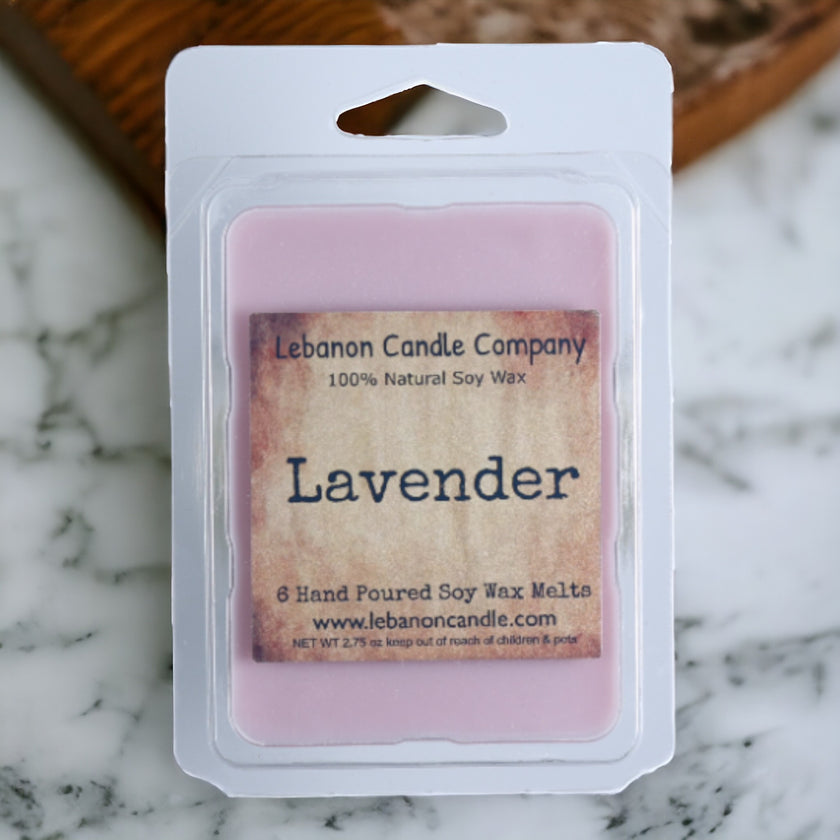 Lebanon Candle Company
100% Natural Soy Wax
Lavender
6 Hand Poured Soy Wax Melts
www.lebanoncandle.com
NET WT 2.75 oz keep out of reach of children & pets